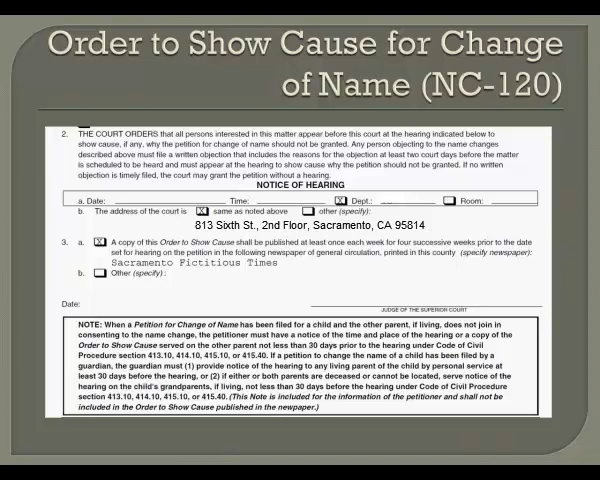 Order to Show Cause for Change
of Name (NC-120)
2. THE COURT ORDERS that all persons interested in this matter appear before this court at the hearing indicated below to
show cause, if any, why the petition for change of name should not be granted. Any person objecting to the name changes
described above must file a written objection that includes the reasons for the objection at least two court days before the matter
is scheduled to be heard and must appear at the hearing to show cause why the petition should not be granted. If no written
objection is timely filed, the court may grant the petition without a hearing.
NOTICE OF HEARING
a. Date: Time: X Dept.: Room:
b. The address of the court is X same as noted above other (specify):
813 Sixth St., 2nd Floor, Sacramento, CA 95814
3. a. X A copy of this Order to Show Cause shall be published at least once each week for four successive weeks prior to the date
set for hearing on the petition in the following newspaper of general circulation, printed in this county (specify newspaper):
Sacramento Fictitious Times
b. Other (specify):
Date:
JUDGE OF THE SUPERIOR COURT
NOTE: When a Petition for Change of Name has been filed for a child and the other parent, if living, does not join in
consenting to the name change, the petitioner must have a notice of the time and place of the hearing or a copy of the
Order to Show Cause served on the other parent not less than 30 days prior to the hearing under Code of Civil
Procedure section 413.10, 414.10, 415.10, or 415.40. If a petition to change the name of a child has been filed by a
guardian, the guardian must (1) provide notice of the hearing to any living parent of the child by personal service at
least 30 days before the hearing, or (2) if either or both parents are deceased or cannot be located, serve notice of the
hearing on the child's grandparents, if living, not less than 30 days before the hearing under Code of Civil Procedure
section 413.10, 414.10, 415.10, or 415.40. (This Note is included for the information of the petitioner and shall not be
included in the Order to Show Cause published in the newpaper.)